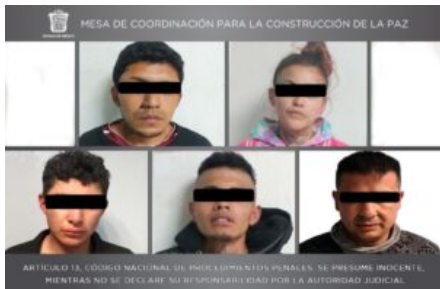 MESA DE COORDINACIÓN PARA LA CONSTRUCCIÓN DE LA PAZ
ARTÍCULO 13, CÓDIGO NACIONAL DE PROCEDIMIENTOS PENALES: SE PRESUME INOCENTE,
MIENTRAS NO SE DECLARE SU RESPONSABILIDAD POR LA AUTORIDAD JUDICIAL